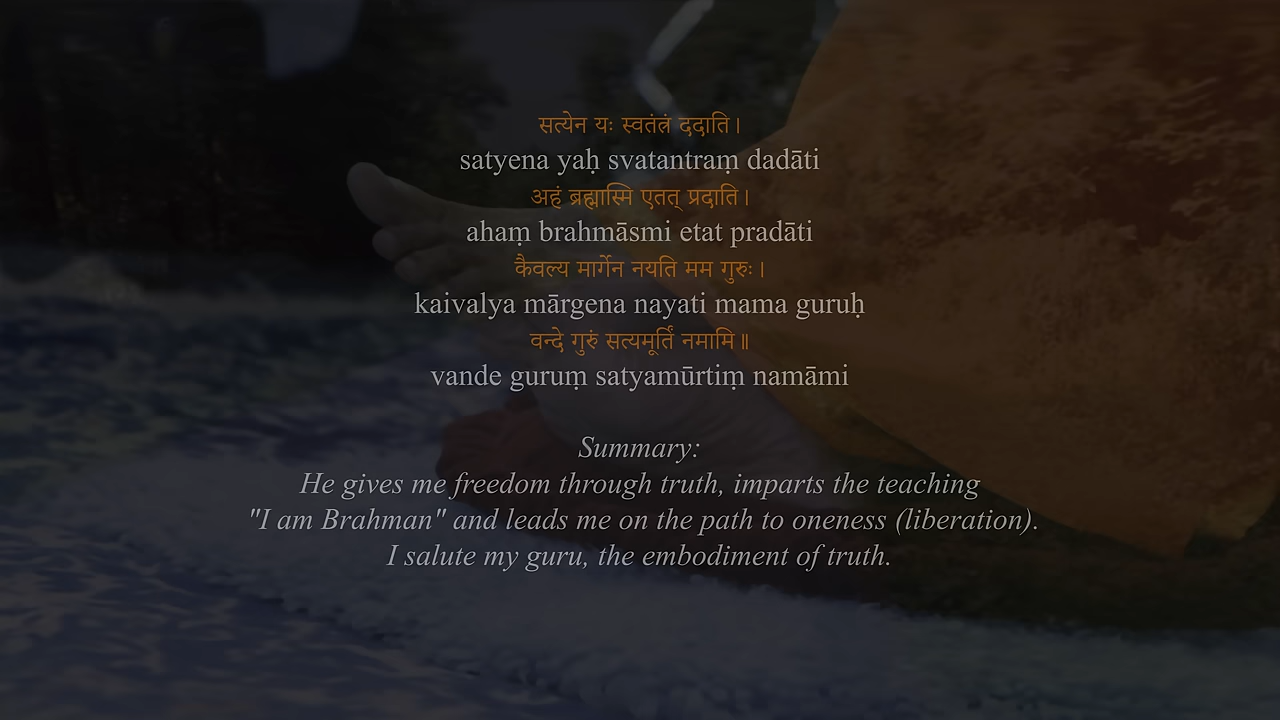 सत्येन यः स्वतंत्रं ददाति।
satyena yaḥ svatantraṃ dadāti
अहं ब्रह्मास्मि एतत् प्रदाति।
ahaṃ brahmāsmi etat pradāti
कैवल्य मार्गेन नयति मम गुरुः।
kaivalya mārgena nayati mama guruḥ
वन्दे गुरुं सत्यमूर्तिं नमामि॥
vande guruṃ satyamūrtiṃ namāmi
Summary:
He gives me freedom through truth, imparts the teaching
"I am Brahman" and leads me on the path to oneness (liberation).
I salute my guru, the embodiment of truth.